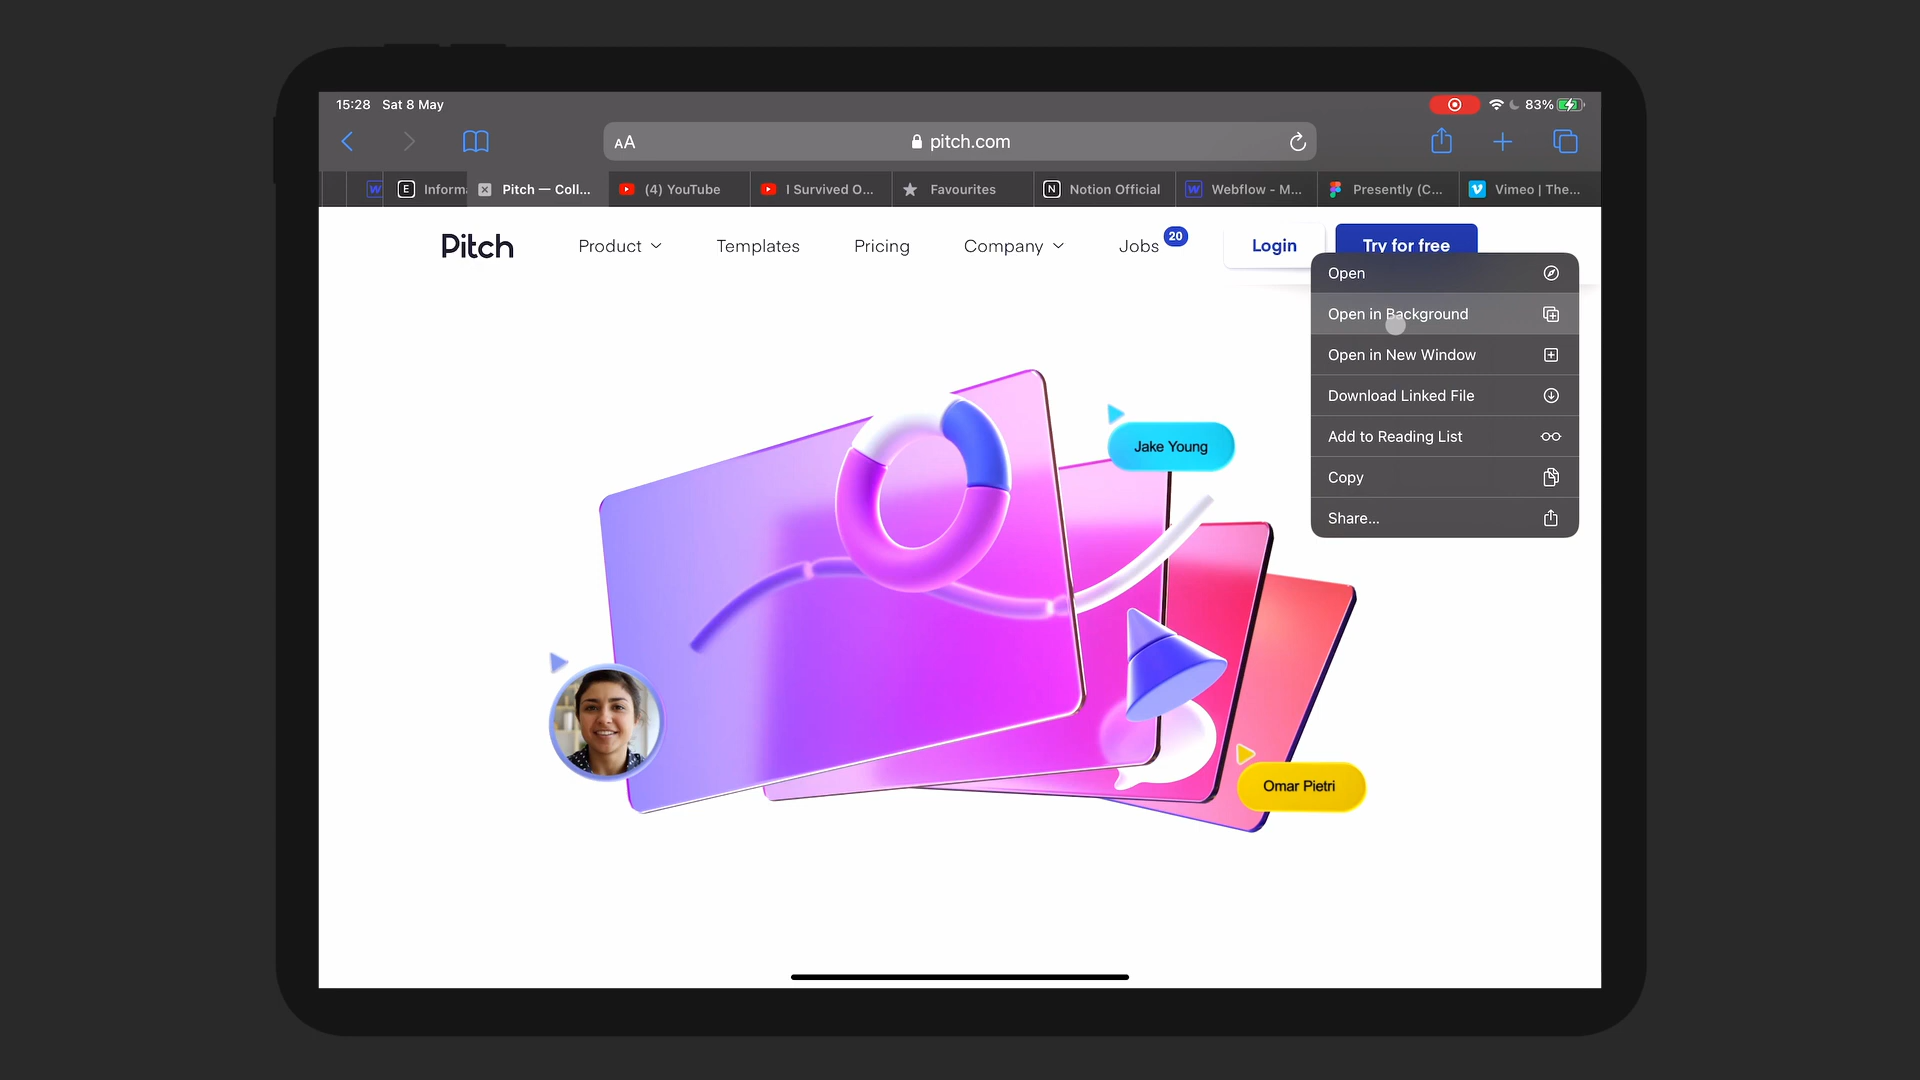 15:28 Sat 8 May
83%
AA pitch.com
W E Inform Pitch — Coll... (4) YouTube I Survived O... Favourites N Notion Official W Webflow - M... Presently (C... Vimeo | The...
Pitch Product Templates Pricing Company Jobs 20 Login Try for free
Open
Open in Background
Open in New Window
Download Linked File
Add to Reading List
Copy
Share...
Jake Young
Omar Pietri